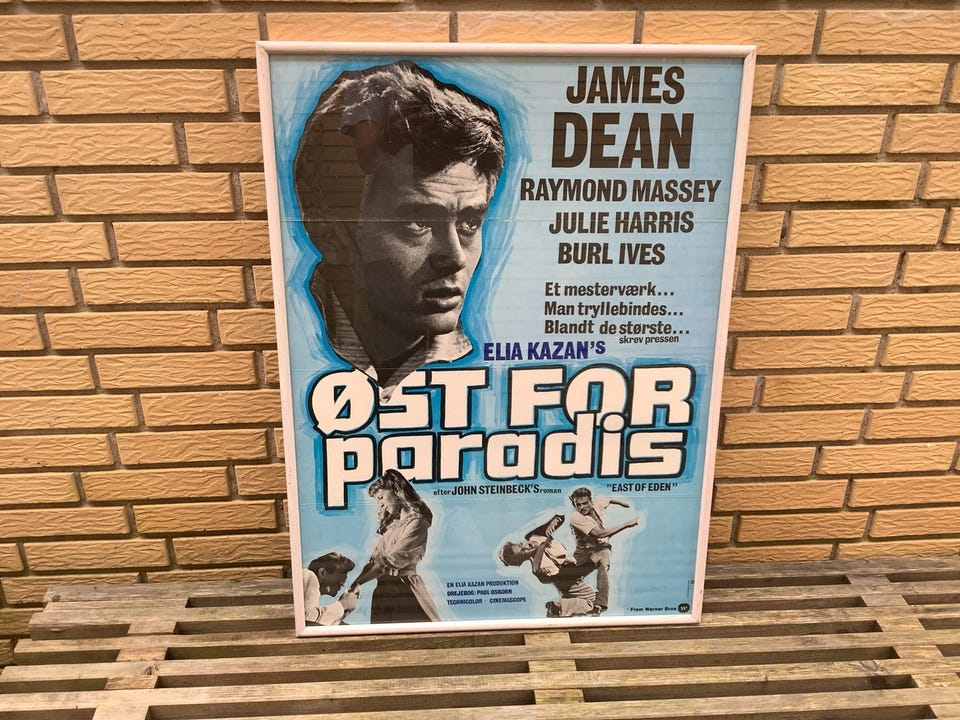 JAMES
DEAN
RAYMOND MASSEY
JULIE HARRIS
BURL IVES
Et mesterværk...
Man tryllebindes...
Blandt de største...
skrev pressen
ELIA KAZAN's
ØST FOR
paradis
efter JOHN STEINBECK'S roman "EAST OF EDEN"
EN ELIA KAZAN PRODUKTION
DREJEBOG: PAUL OSBORN
TECHNICOLOR - CINEMASCOPE
- From Warner Bros